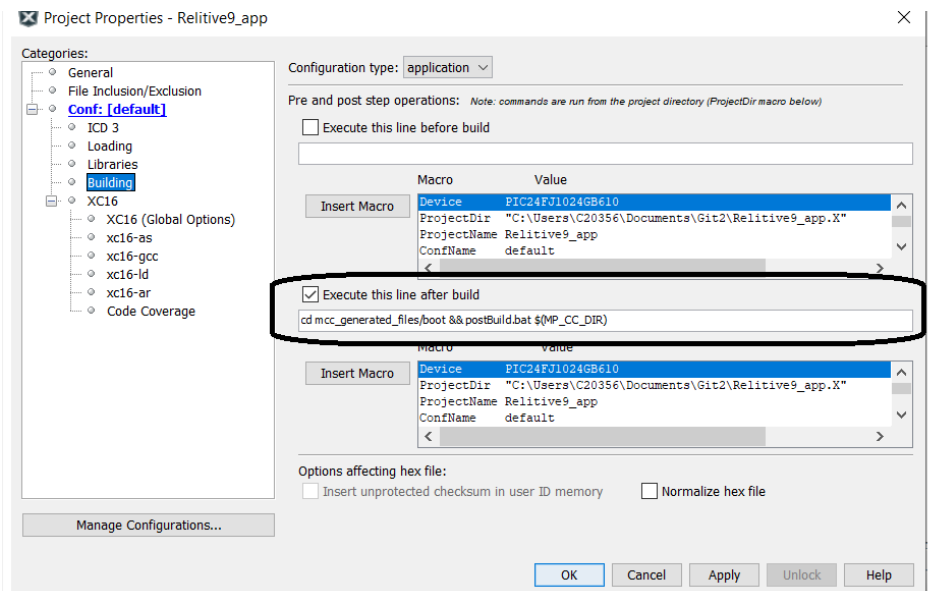 Project Properties - Relitive9_app
Categories:
General
File Inclusion/Exclusion
Conf: [default]
ICD 3
Loading
Libraries
Building
XC16
XC16 (Global Options)
xc16-as
xc16-gcc
xc16-ld
xc16-ar
Code Coverage
Manage Configurations...
Configuration type: application
Pre and post step operations: Note: commands are run from the project directory (ProjectDir macro below)
Execute this line before build
Macro Value
Insert Macro
Device PIC24FJ1024GB610
ProjectDir "C:\Users\C20356\Documents\Git2\Relitive9_app.X"
ProjectName Relitive9_app
ConfName default
Execute this line after build
cd mcc_generated_files/boot && postBuild.bat $(MP_CC_DIR)
Macro Value
Insert Macro
Device PIC24FJ1024GB610
ProjectDir "C:\Users\C20356\Documents\Git2\Relitive9_app.X"
ProjectName Relitive9_app
ConfName default
Options affecting hex file:
Insert unprotected checksum in user ID memory Normalize hex file
OK Cancel Apply Unlock Help